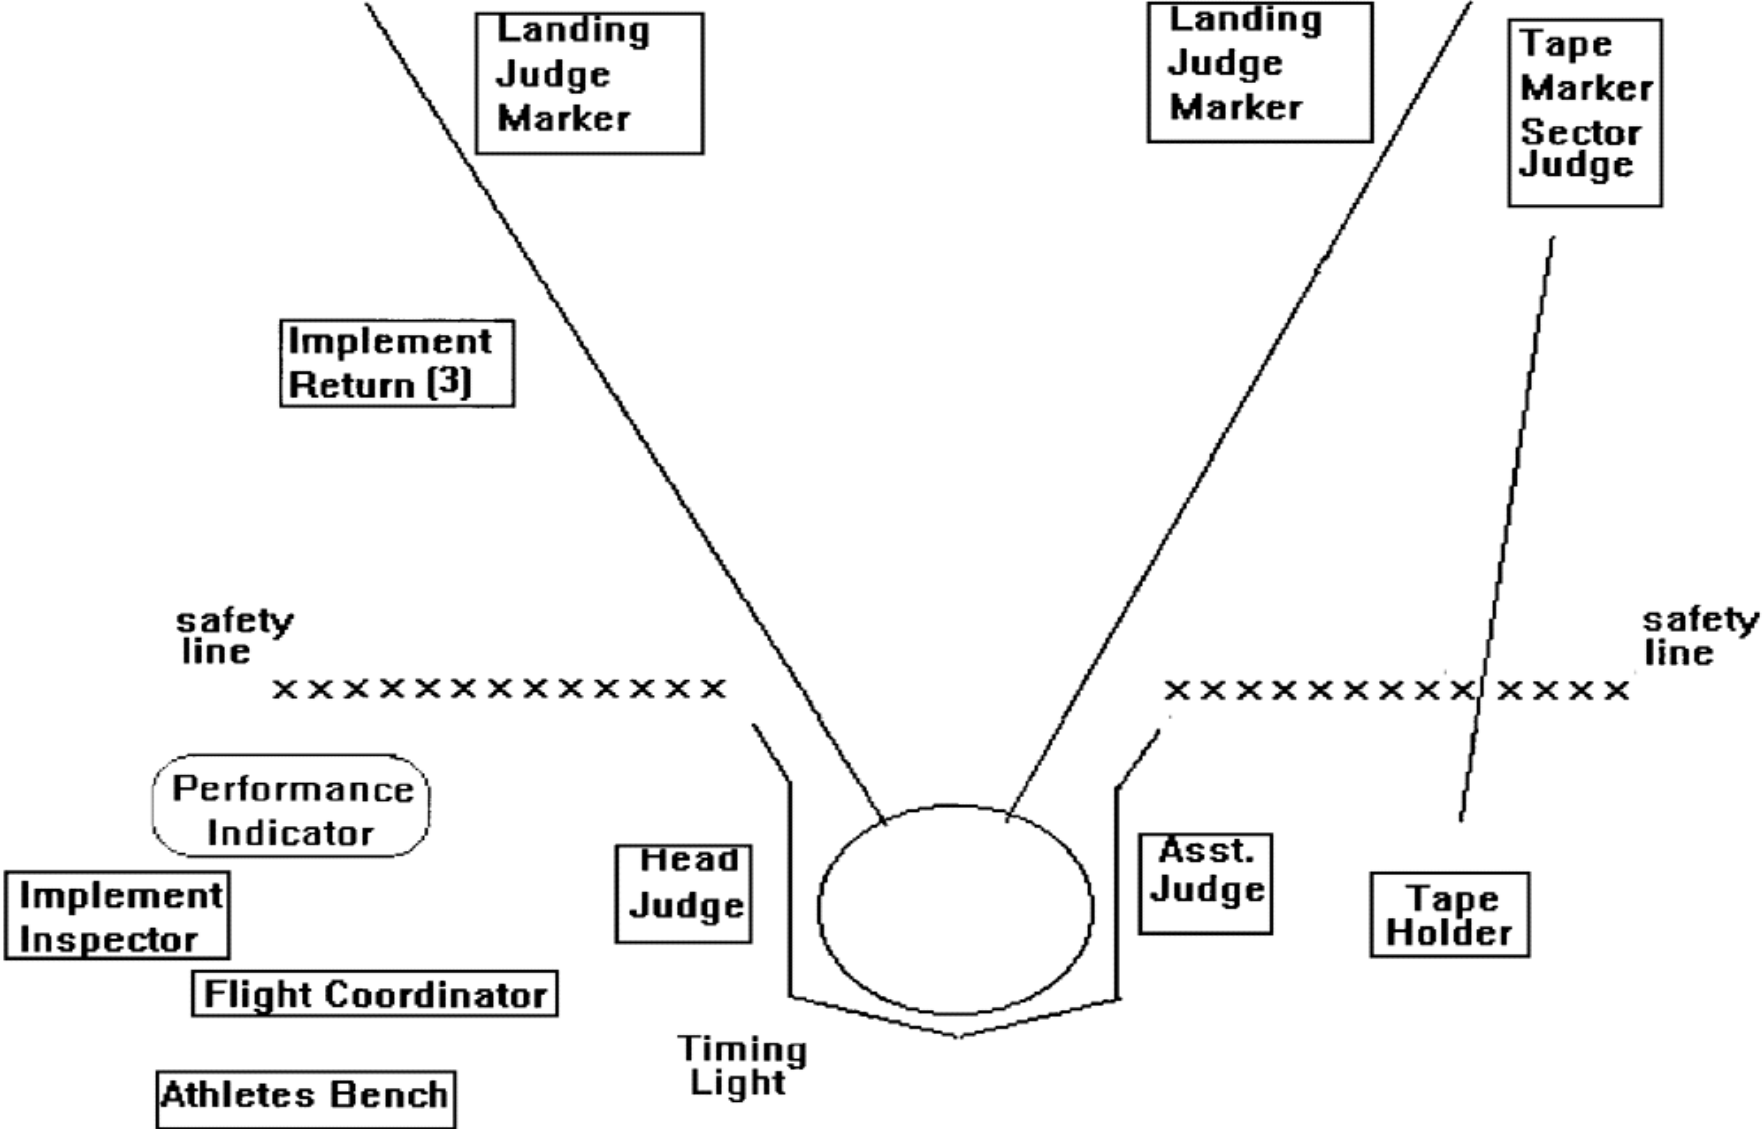 Landing
Judge
Marker
Landing
Judge
Marker
Tape
Marker
Sector
Judge
Implement
Return (3)
safety
line
safety
line
x x x x x x x x x x x x x
x x x x x x x x x x x x x
Performance
Indicator
Implement
Inspector
Head
Judge
Asst.
Judge
Tape
Holder
Flight Coordinator
Timing
Light
Athletes Bench